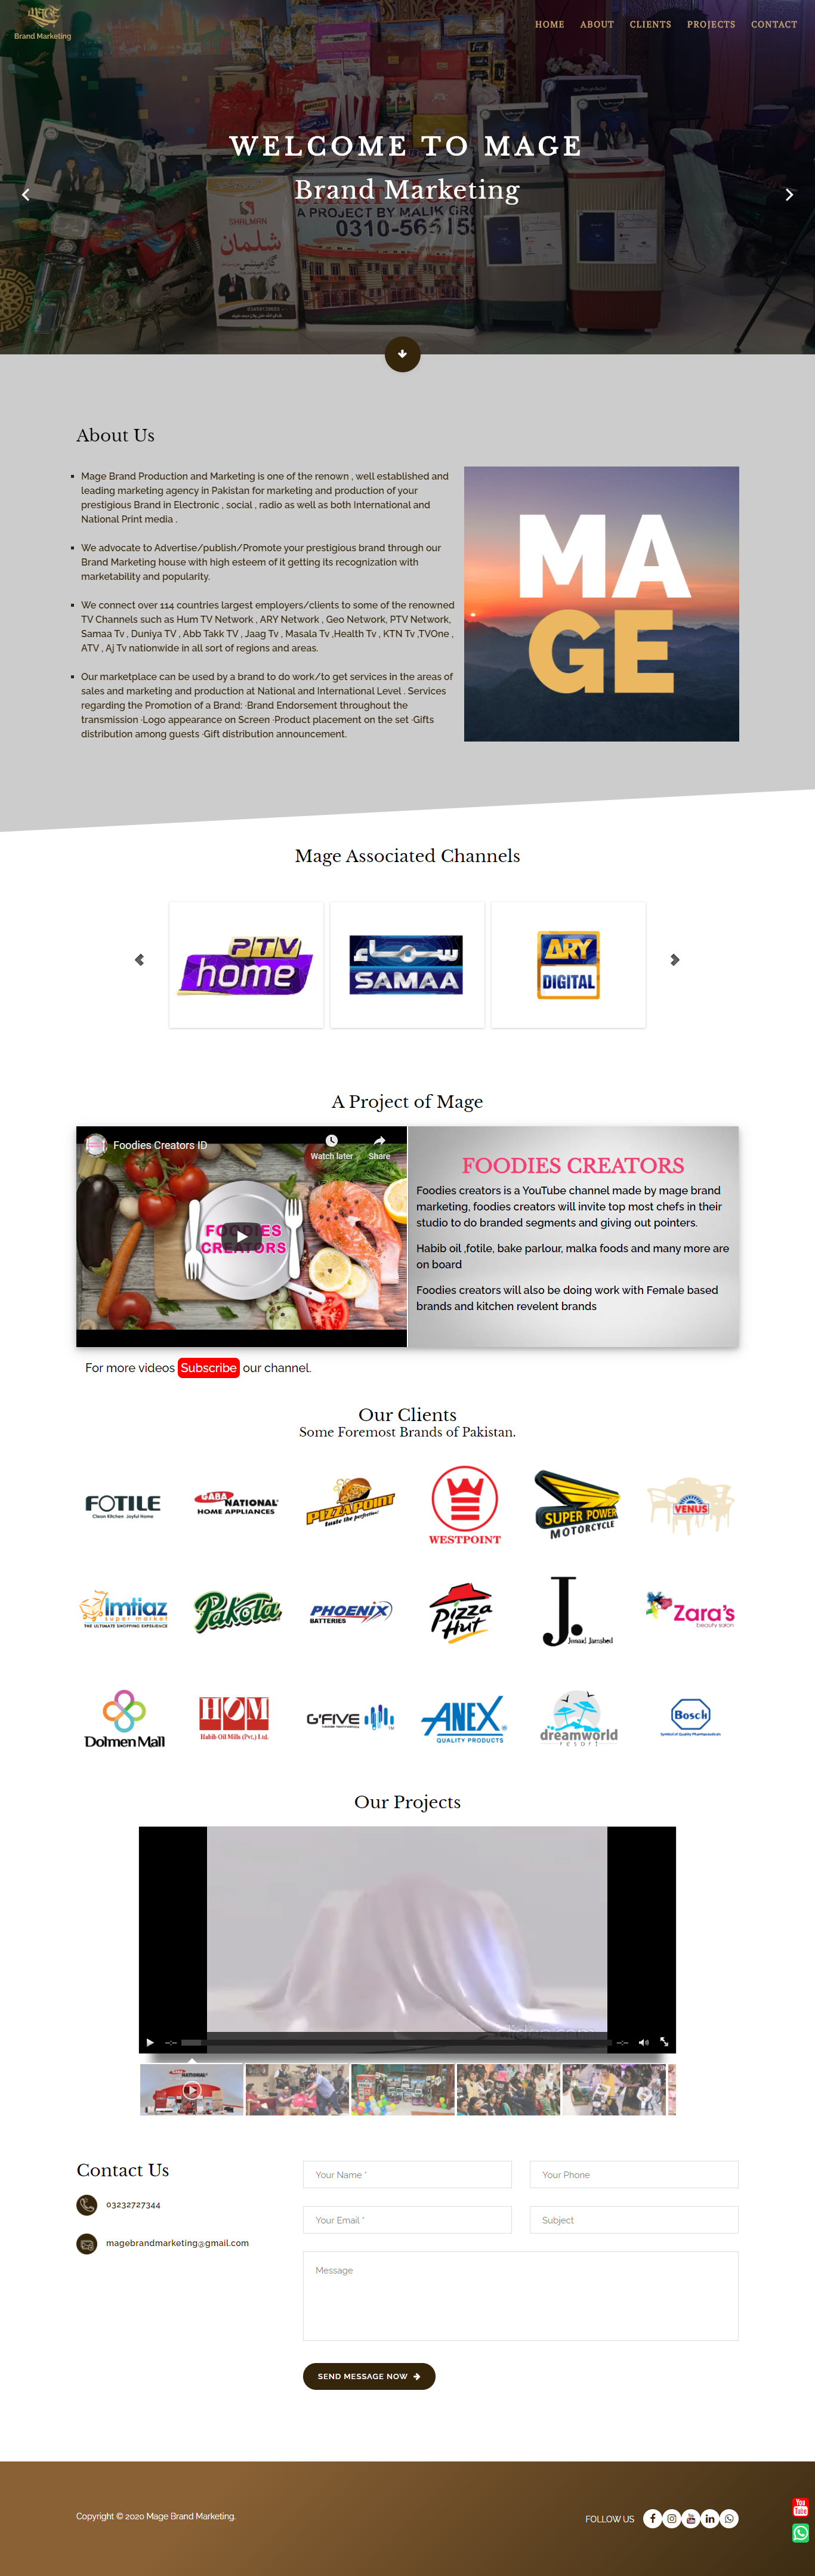 MAGE
Brand Marketing
HOME ABOUT CLIENTS PROJECTS CONTACT
WELCOME TO MAGE
Brand Marketing
SHALMAN
شلمان
A PROJECT BY MALIK
About Us
Mage Brand Production and Marketing is one of the renown , well established and
leading marketing agency in Pakistan for marketing and production of your
prestigious Brand in Electronic , social , radio as well as both International and
National Print media .
We advocate to Advertise/publish/Promote your prestigious brand through our
Brand Marketing house with high esteem of it getting its recognization with
marketability and popularity.
We connect over 114 countries largest employers/clients to some of the renowned
TV Channels such as Hum TV Network , ARY Network , Geo Network, PTV Network,
Samaa Tv , Duniya TV , Abb Takk TV , Jaag Tv , Masala Tv ,Health Tv , KTN Tv ,TVOne ,
ATV , Aj Tv nationwide in all sort of regions and areas.
Our marketplace can be used by a brand to do work/to get services in the areas of
sales and marketing and production at National and International Level . Services
regarding the Promotion of a Brand: ·Brand Endorsement throughout the
transmission ·Logo appearance on Screen ·Product placement on the set ·Gifts
distribution among guests ·Gift distribution announcement.
MA
GE
Mage Associated Channels
PTV
home
سماء
SAMAA
ARY
DIGITAL
A Project of Mage
Foodies Creators ID
Watch later Share
FOODIES
CREATORS
FOODIES CREATORS
Foodies creators is a YouTube channel made by mage brand
marketing, foodies creators will invite top most chefs in their
studio to do branded segments and giving out pointers.
Habib oil ,fotile, bake parlour, malka foods and many more are
on board
Foodies creators will also be doing work with Female based
brands and kitchen revelent brands
For more videos Subscribe our channel.
Our Clients
Some Foremost Brands of Pakistan.
FOTILE
Clean Kitchen Joyful Home
GABA
NATIONAL
HOME APPLIANCES
PIZZA POINT
taste the perfection!
WESTPOINT
SUPER POWER
MOTORCYCLE
VENUS
Imtiaz
super market
THE ULTIMATE SHOPPING EXPERIENCE
Pakola
PHOENIX
BATTERIES
Pizza
Hut
J.
Junaid Jamshed
Zara's
beauty salon
Dolmen Mall
HOM
Habib Oil Mills (Pvt.) Ltd.
G'FIVE
TM
ANEX
QUALITY PRODUCTS
dreamworld
resort
Bosch
Symbol of Quality Pharmaceuticals
Our Projects
--:--
--:--
NATIONAL
Contact Us
03232727344
magebrandmarketing@gmail.com
Your Name *
Your Phone
Your Email *
Subject
Message
SEND MESSAGE NOW
Copyright © 2020 Mage Brand Marketing.
FOLLOW US
You
Tube